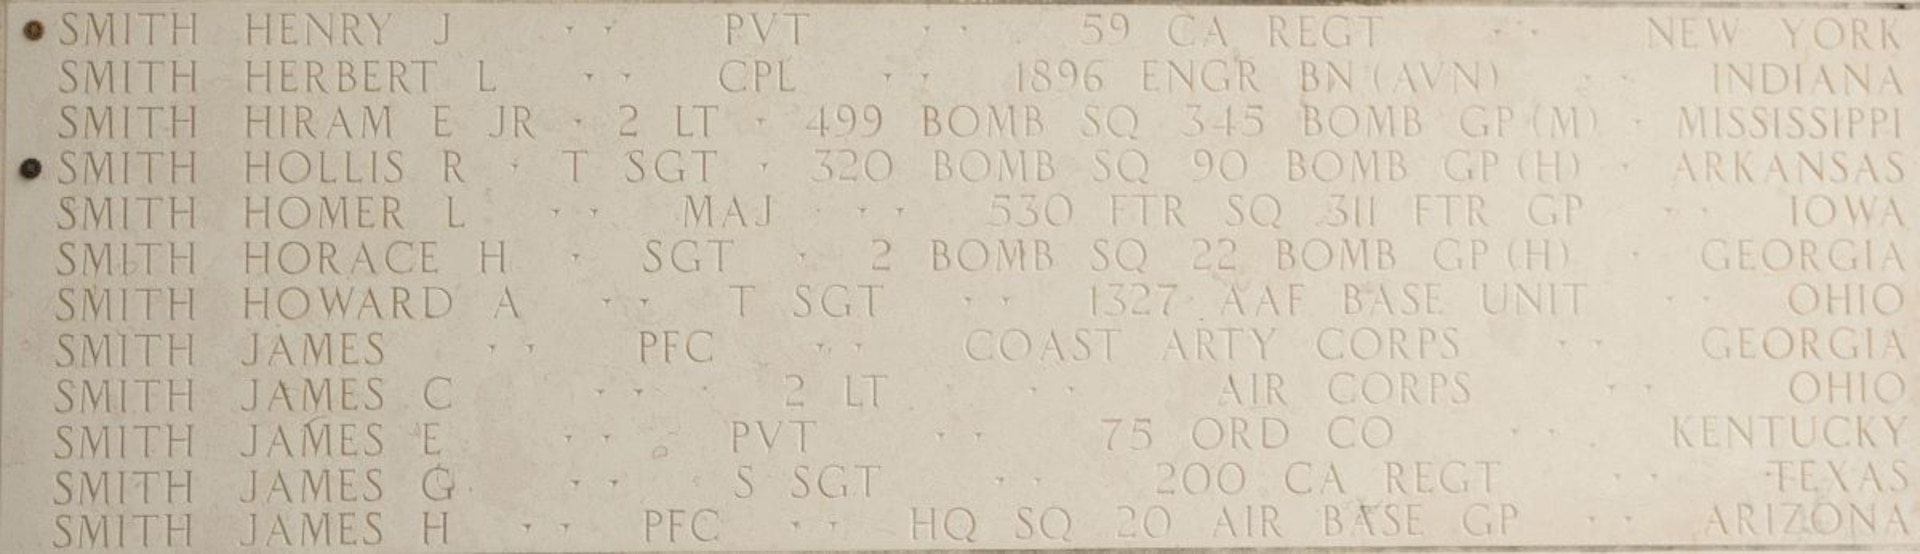 SMITH HENRY J · · PVT · · 59 CA REGT · · NEW YORK
SMITH HERBERT L · · CPL · · 1896 ENGR BN (AVN) · · INDIANA
SMITH HIRAM E JR · 2 LT · 499 BOMB SQ 345 BOMB GP (M) · MISSISSIPPI
SMITH HOLLIS R · T SGT · 320 BOMB SQ 90 BOMB GP (H) · ARKANSAS
SMITH HOMER L · · MAJ · · 530 FTR SQ 311 FTR GP · · IOWA
SMITH HORACE H · SGT · 2 BOMB SQ 22 BOMB GP (H) · GEORGIA
SMITH HOWARD A · · T SGT · · 1327 AAF BASE UNIT · · OHIO
SMITH JAMES · · PFC · · COAST ARTY CORPS · · GEORGIA
SMITH JAMES C · · 2 LT · · AIR CORPS · · OHIO
SMITH JAMES E · · PVT · · 75 ORD CO · · KENTUCKY
SMITH JAMES G · · S SGT · · 200 CA REGT · · TEXAS
SMITH JAMES H · · PFC · · HQ SQ 20 AIR BASE GP · · ARIZONA